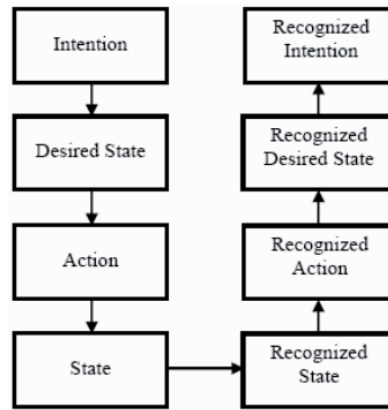 Intention
Desired State
Action
State
Recognized
Intention
Recognized
Desired State
Recognized
Action
Recognized
State